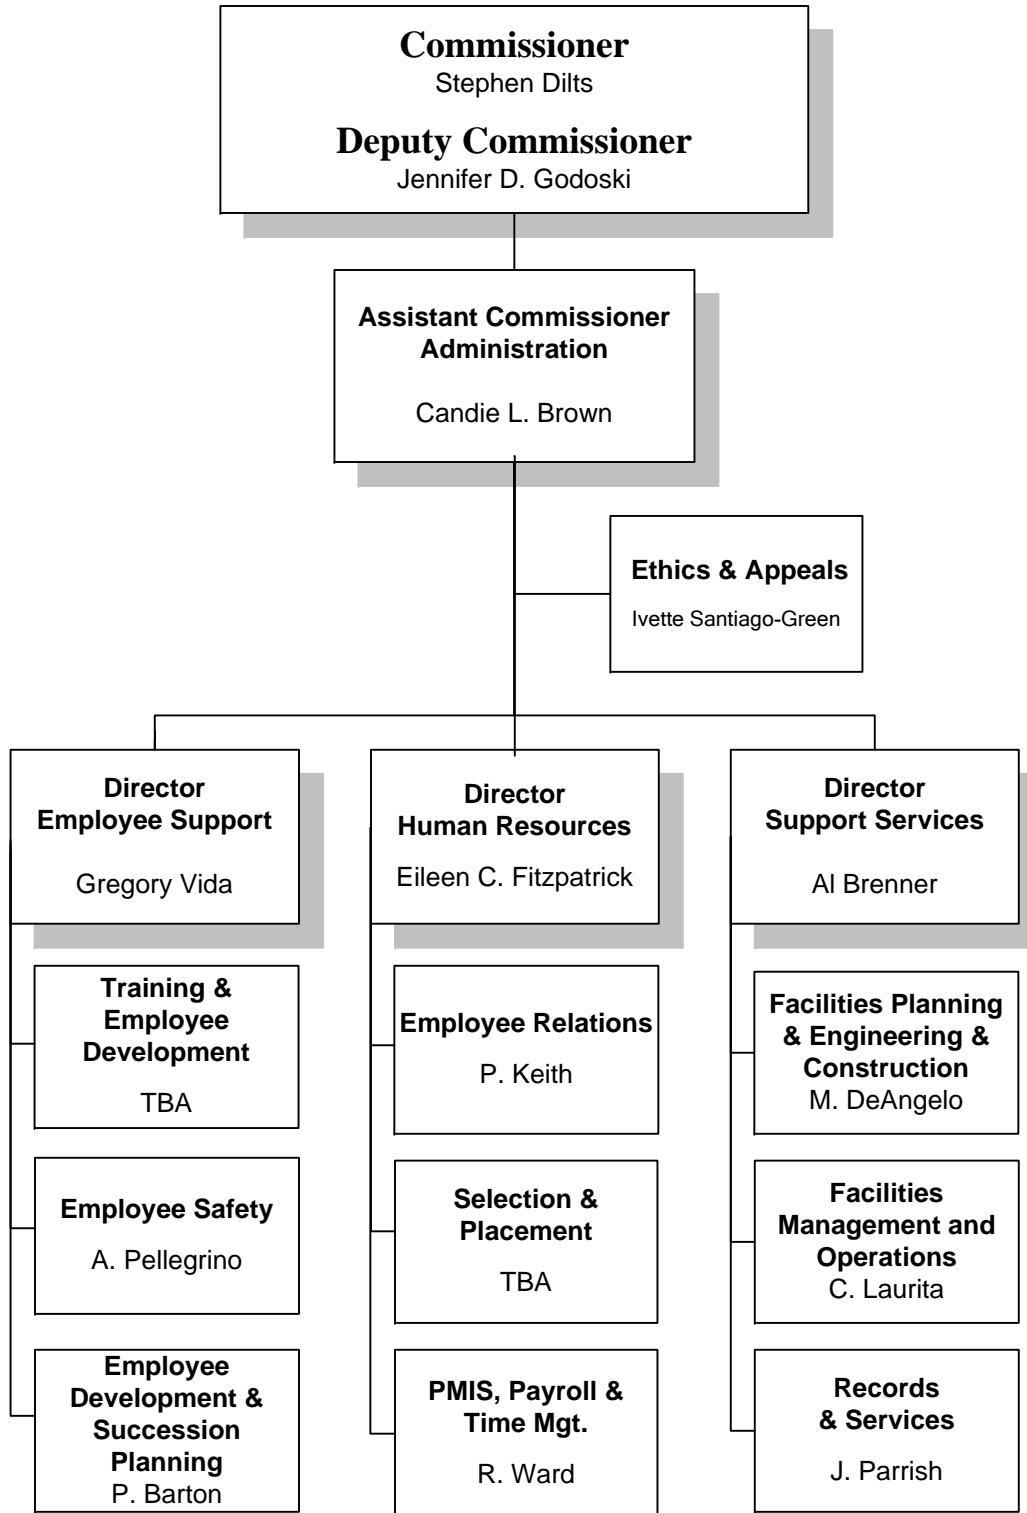 Commissioner
Stephen Dilts
Deputy Commissioner
Jennifer D. Godoski
Assistant Commissioner
Administration
Candie L. Brown
Ethics & Appeals
Ivette Santiago-Green
Director
Employee Support
Gregory Vida
Training &
Employee
Development
TBA
Employee Safety
A. Pellegrino
Employee
Development &
Succession
Planning
P. Barton
Director
Human Resources
Eileen C. Fitzpatrick
Employee Relations
P. Keith
Selection &
Placement
TBA
PMIS, Payroll &
Time Mgt.
R. Ward
Director
Support Services
Al Brenner
Facilities Planning
& Engineering &
Construction
M. DeAngelo
Facilities
Management and
Operations
C. Laurita
Records
& Services
J. Parrish